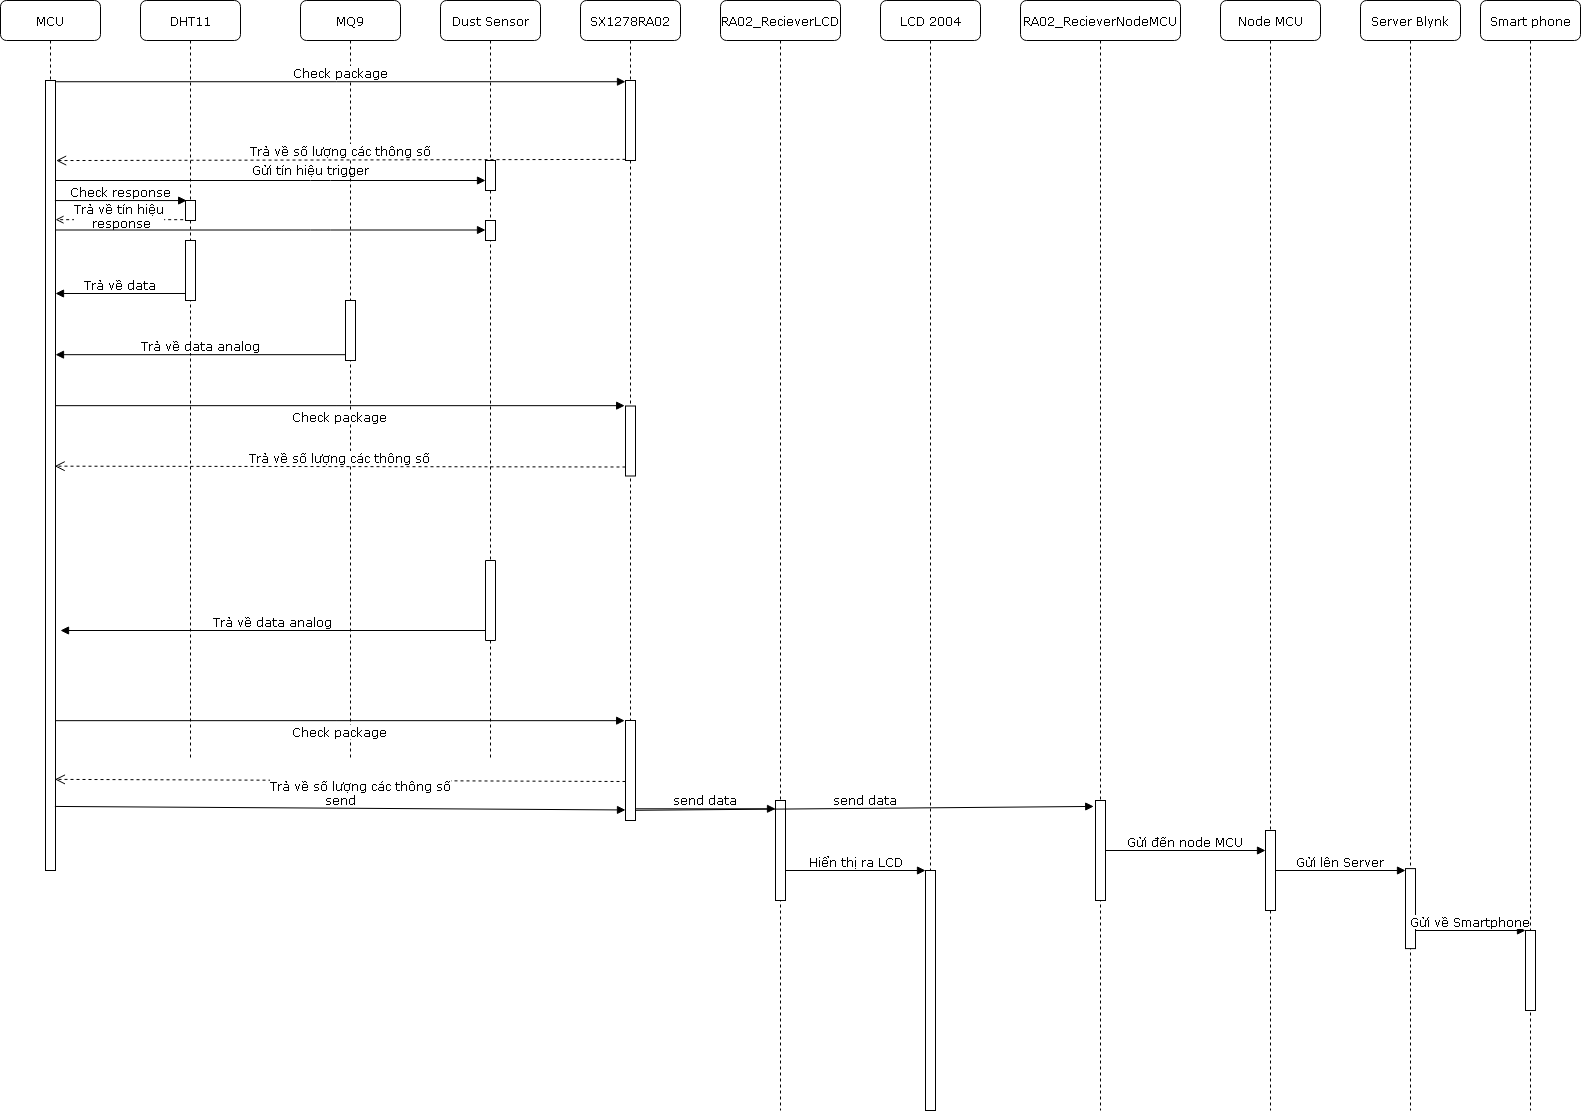 MCU
DHT11
MQ9
Dust Sensor
SX1278RA02
RA02_RecieverLCD
LCD 2004
RA02_RecieverNodeMCU
Node MCU
Server Blynk
Smart phone
Check package
Trả về số lượng các thông số
Gửi tín hiệu trigger
Check response
Trả về tín hiệu
response
Trả về data
Trả về data analog
Check package
Trả về số lượng các thông số
Trả về data analog
Check package
Trả về số lượng các thông số
send
send data
send data
Gửi đến node MCU
Hiển thị ra LCD
Gửi lên Server
Gửi về Smartphone